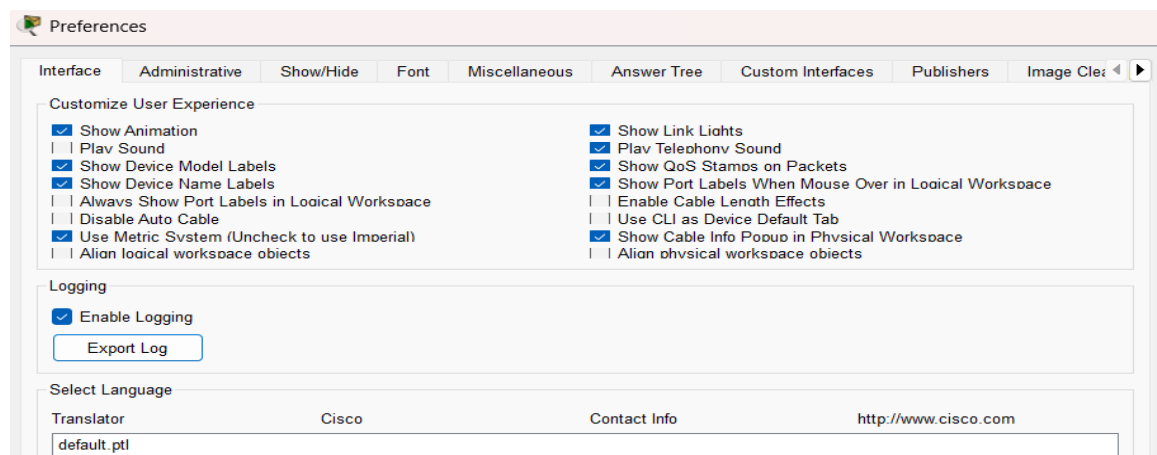 Preferences
Interface Administrative Show/Hide Font Miscellaneous Answer Tree Custom Interfaces Publishers Image Clea
Customize User Experience
Show Animation
Play Sound
Show Device Model Labels
Show Device Name Labels
Always Show Port Labels in Logical Workspace
Disable Auto Cable
Use Metric System (Uncheck to use Imperial)
Align logical workspace objects
Show Link Lights
Play Telephony Sound
Show QoS Stamps on Packets
Show Port Labels When Mouse Over in Logical Workspace
Enable Cable Length Effects
Use CLI as Device Default Tab
Show Cable Info Popup in Physical Workspace
Align physical workspace objects
Logging
Enable Logging
Export Log
Select Language
Translator Cisco Contact Info http://www.cisco.com
default.ptl